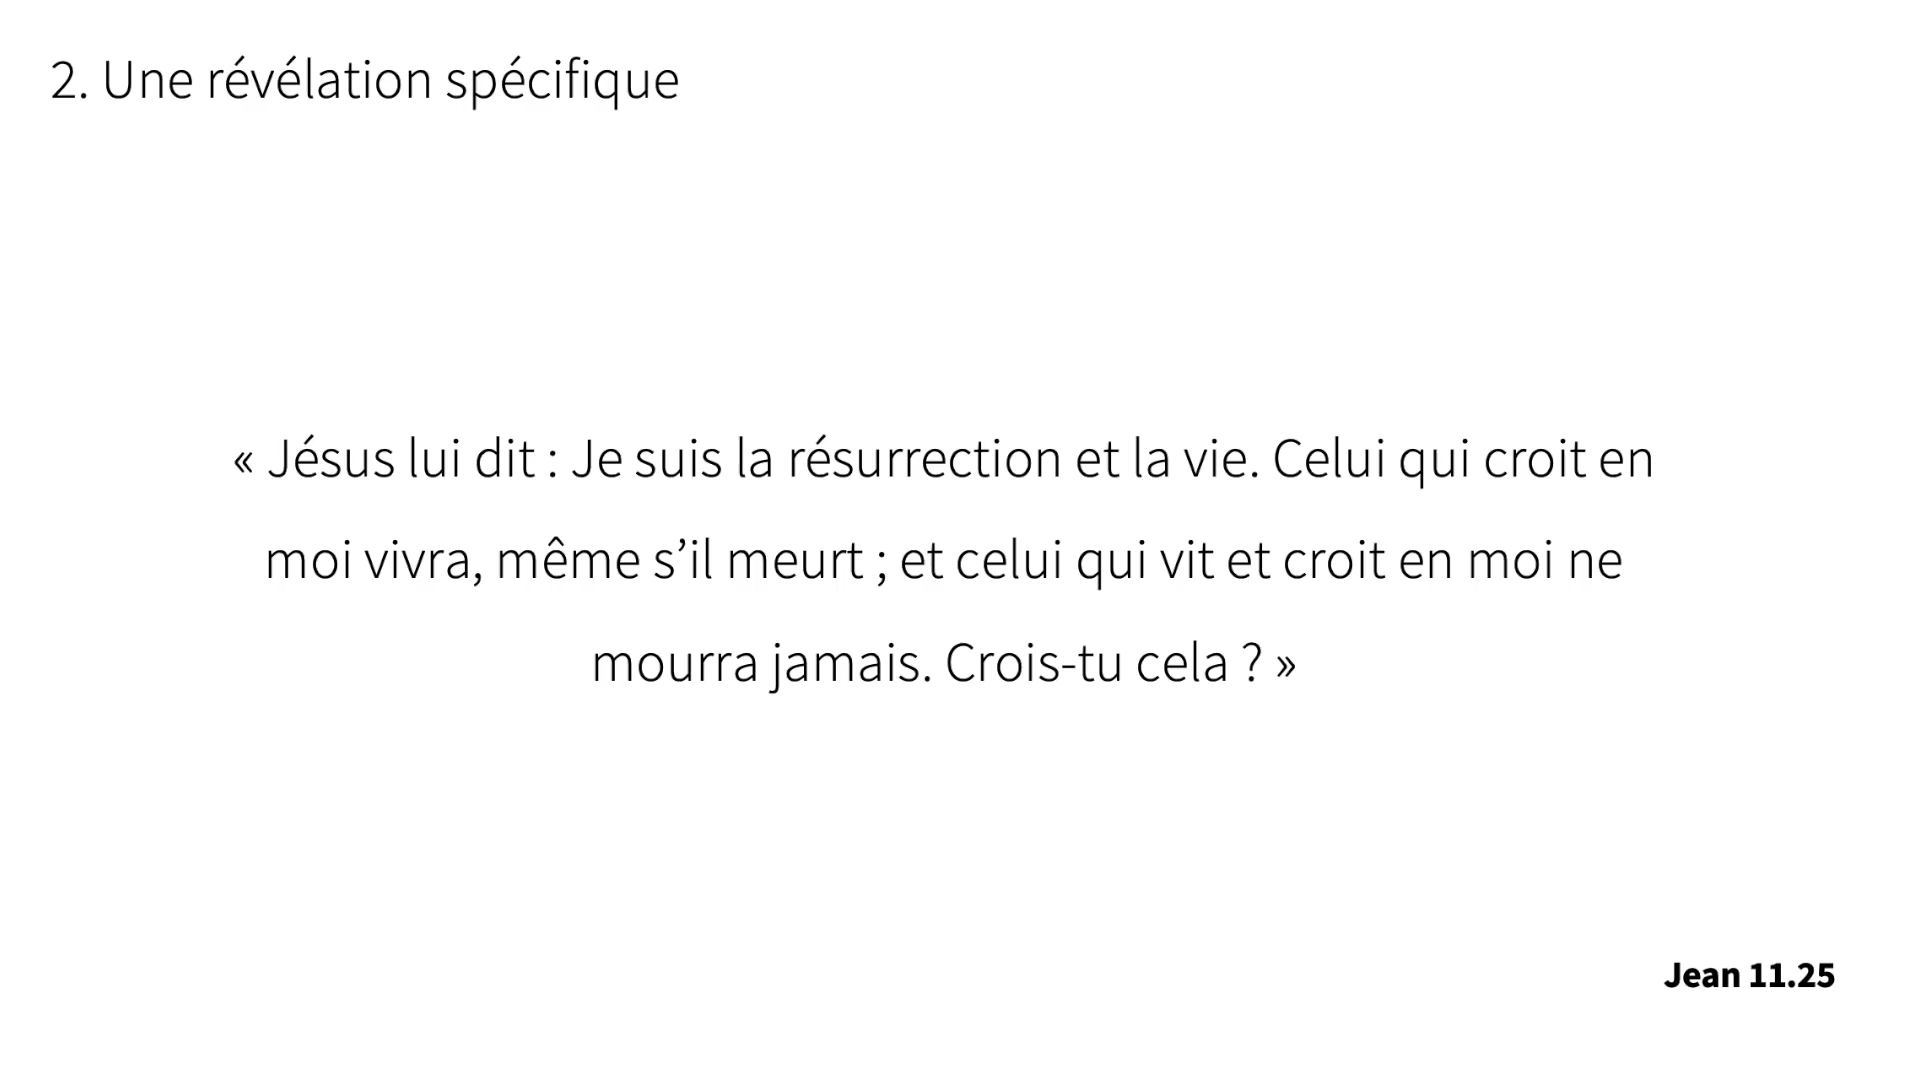 2. Une révélation spécifique
« Jésus lui dit : Je suis la résurrection et la vie. Celui qui croit en
moi vivra, même s’il meurt ; et celui qui vit et croit en moi ne
mourra jamais. Crois-tu cela ? »
Jean 11.25